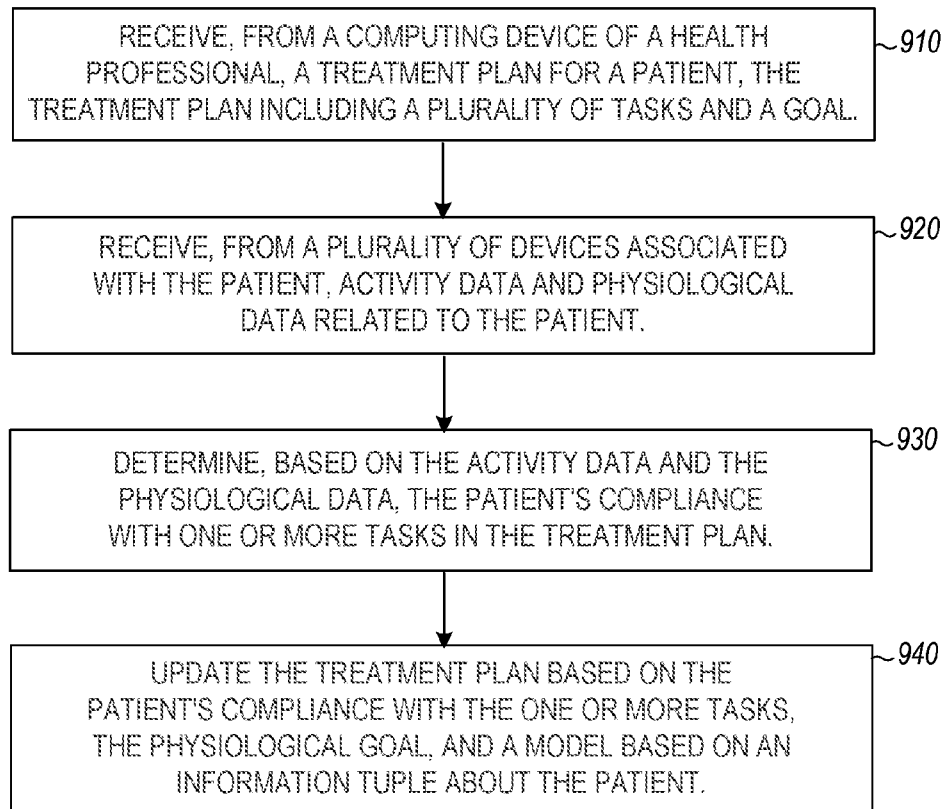 RECEIVE, FROM A COMPUTING DEVICE OF A HEALTH
PROFESSIONAL, A TREATMENT PLAN FOR A PATIENT, THE
TREATMENT PLAN INCLUDING A PLURALITY OF TASKS AND A GOAL.
910
RECEIVE, FROM A PLURALITY OF DEVICES ASSOCIATED
WITH THE PATIENT, ACTIVITY DATA AND PHYSIOLOGICAL
DATA RELATED TO THE PATIENT.
920
DETERMINE, BASED ON THE ACTIVITY DATA AND THE
PHYSIOLOGICAL DATA, THE PATIENT'S COMPLIANCE
WITH ONE OR MORE TASKS IN THE TREATMENT PLAN.
930
UPDATE THE TREATMENT PLAN BASED ON THE
PATIENT'S COMPLIANCE WITH THE ONE OR MORE TASKS,
THE PHYSIOLOGICAL GOAL, AND A MODEL BASED ON AN
INFORMATION TUPLE ABOUT THE PATIENT.
940